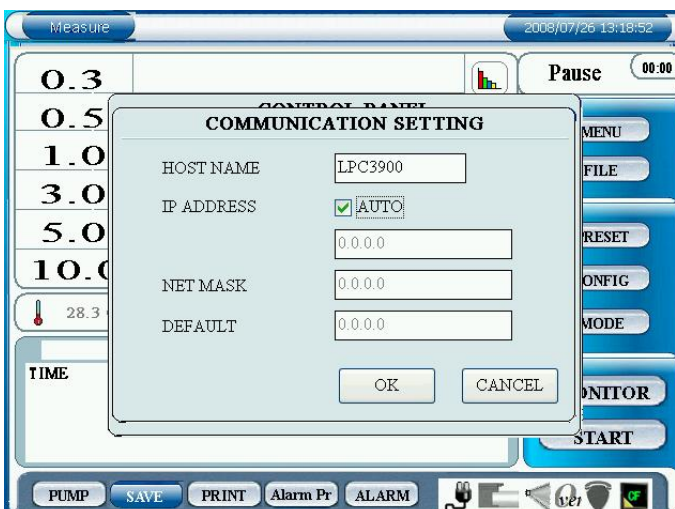 Measure
2008/07/26 13:18:52
0.3
Pause
00:00
0.5
CONTROL PANEL
COMMUNICATION SETTING
MENU
1.0
HOST NAME
LPC3900
FILE
3.0
IP ADDRESS
AUTO
5.0
0.0.0.0
10.0
NET MASK
0.0.0.0
28.3
MODE
DEFAULT
0.0.0.0
TIME
OK
CANCEL
START
PUMP
SAVE
PRINT
Alarm Pr
ALARM
CF